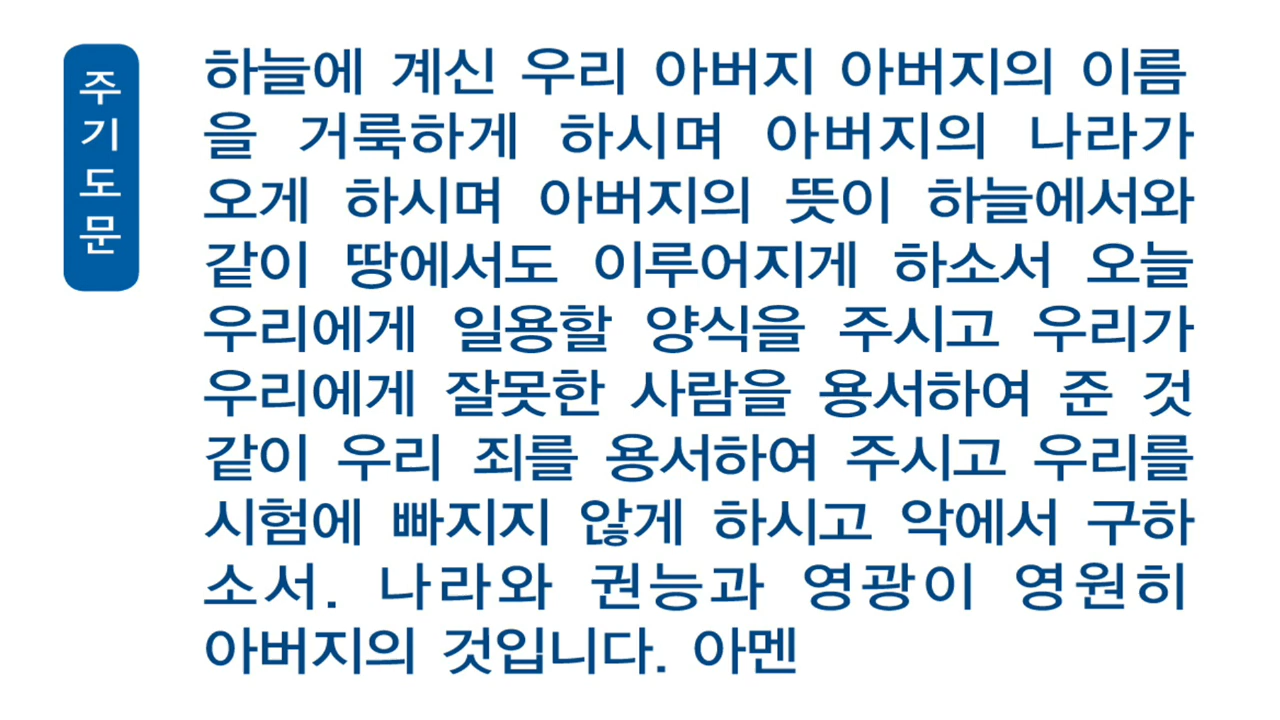 주기도문
하늘에 계신 우리 아버지 아버지의 이름
을 거룩하게 하시며 아버지의 나라가
오게 하시며 아버지의 뜻이 하늘에서와
같이 땅에서도 이루어지게 하소서 오늘
우리에게 일용할 양식을 주시고 우리가
우리에게 잘못한 사람을 용서하여 준 것
같이 우리 죄를 용서하여 주시고 우리를
시험에 빠지지 않게 하시고 악에서 구하
소서. 나라와 권능과 영광이 영원히
아버지의 것입니다. 아멘